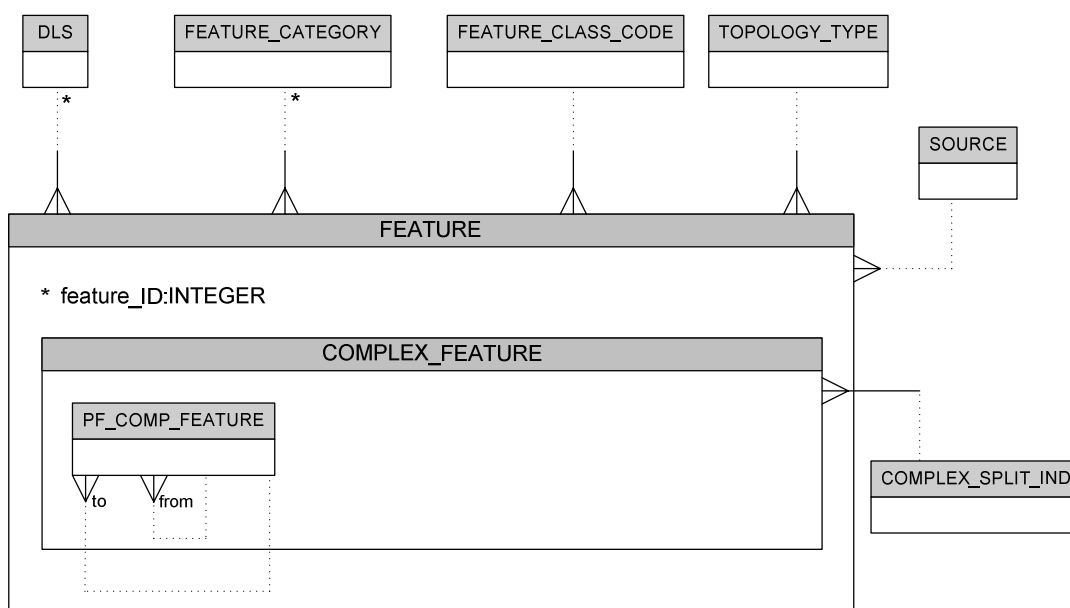 DLS
FEATURE_CATEGORY
FEATURE_CLASS_CODE
TOPOLOGY_TYPE
*
*
SOURCE
FEATURE
* feature_ID:INTEGER
COMPLEX_FEATURE
PF_COMP_FEATURE
to
from
COMPLEX_SPLIT_IND